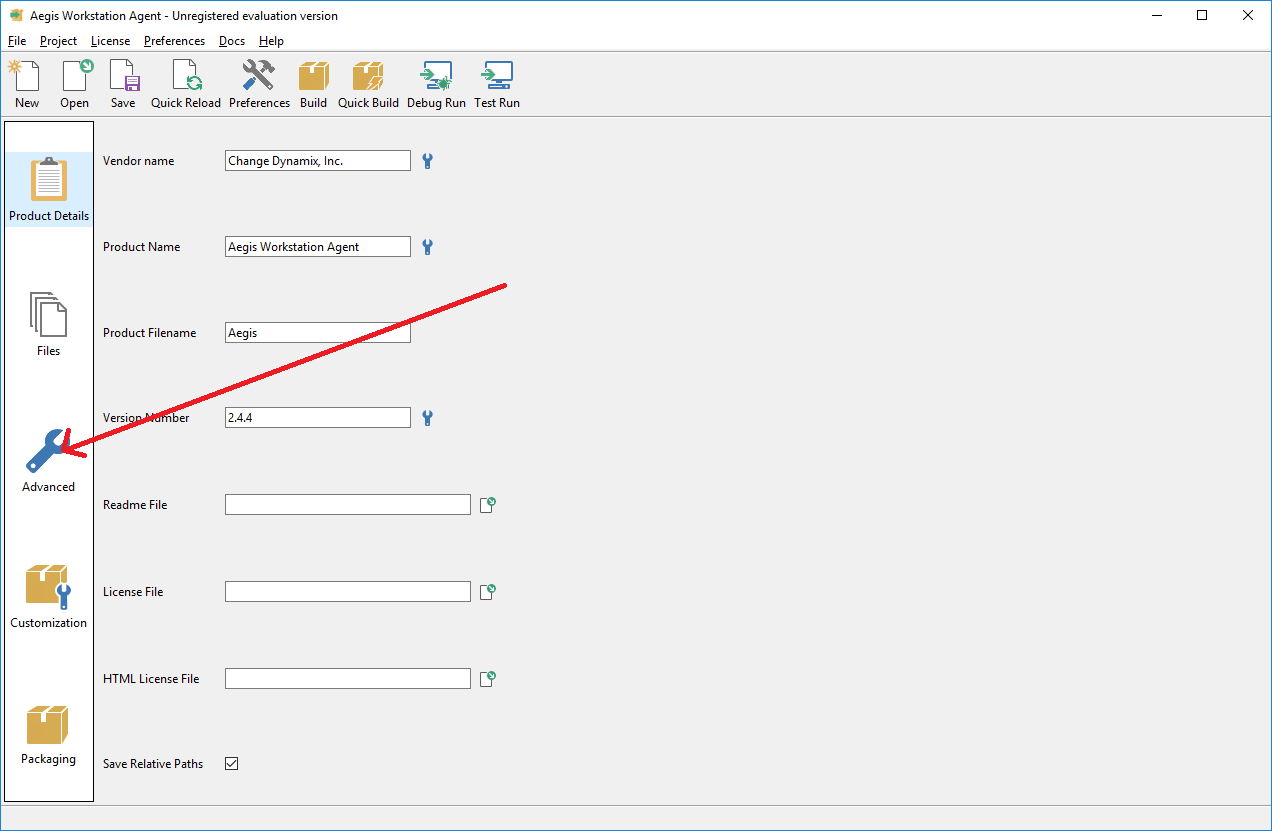 Aegis Workstation Agent - Unregistered evaluation version
File Project License Preferences Docs Help
New Open Save Quick Reload Preferences Build Quick Build Debug Run Test Run
Product Details
Files
Advanced
Customization
Packaging
Vendor name Change Dynamix, Inc.
Product Name Aegis Workstation Agent
Product Filename Aegis
Version Number 2.4.4
Readme File
License File
HTML License File
Save Relative Paths